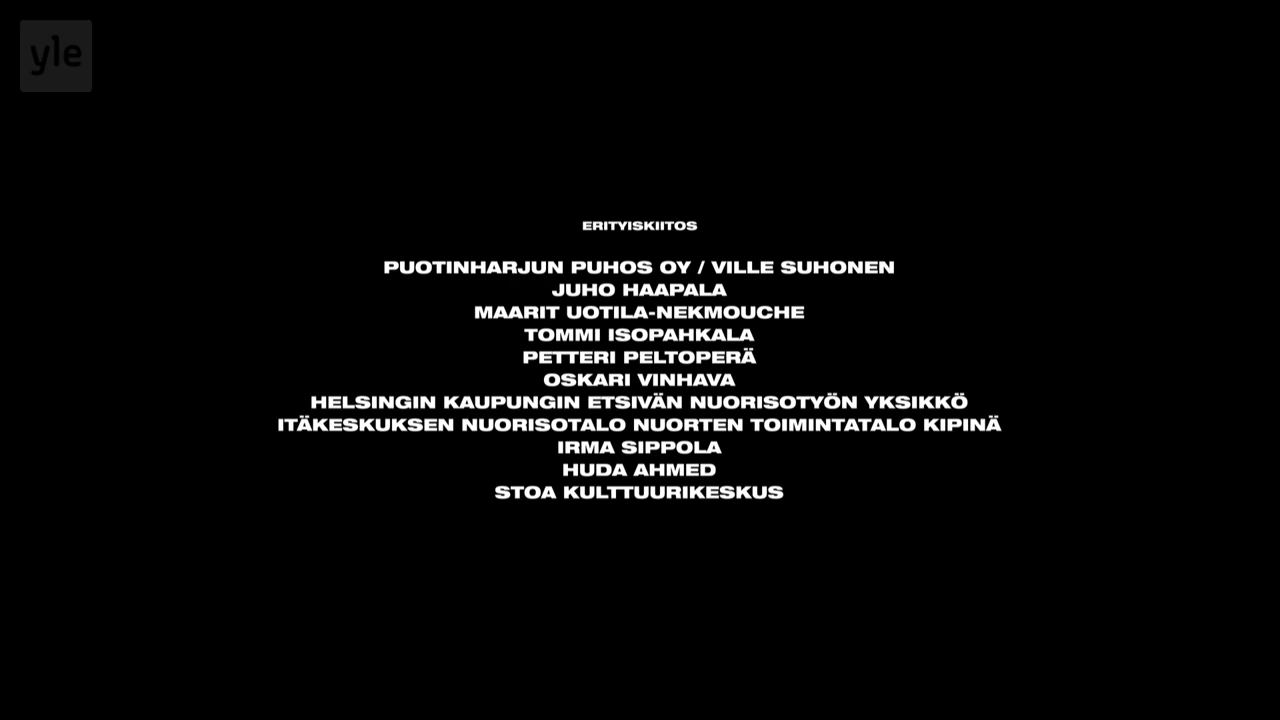 yle
ERITYISKIITOS
PUOTINHARJUN PUHOS OY / VILLE SUHONEN
JUHO HAAPALA
MAARIT UOTILA-NEKMOUCHE
TOMMI ISOPAHKALA
PETTERI PELTOPERÄ
OSKARI VINHAVA
HELSINGIN KAUPUNGIN ETSIVÄN NUORISOTYÖN YKSIKKÖ
ITÄKESKUKSEN NUORISOTALO NUORTEN TOIMINTATALO KIPINÄ
IRMA SIPPOLA
HUDA AHMED
STOA KULTTUURIKESKUS